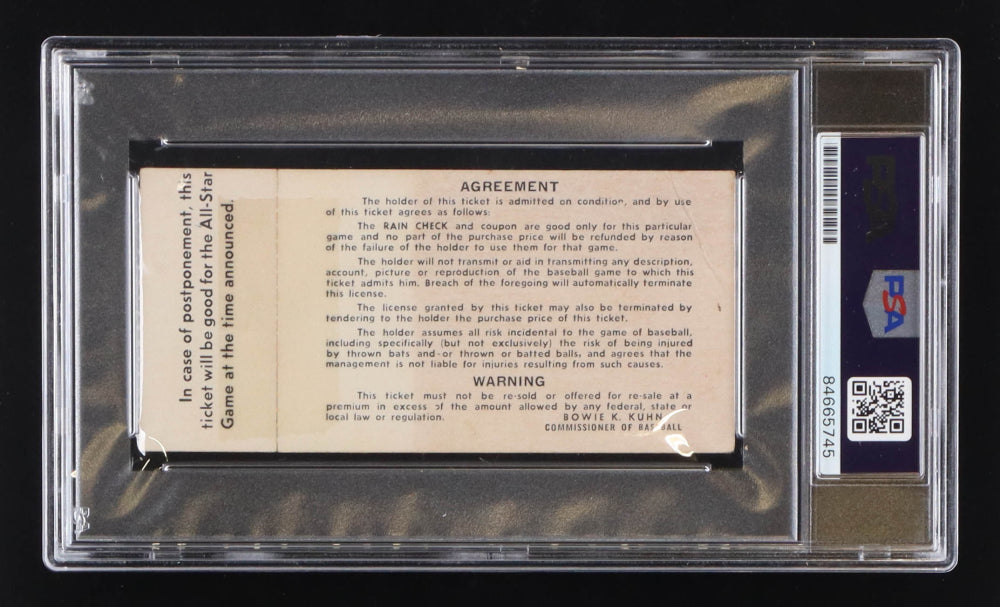 In case of postponement, this
ticket will be good for the All-Star
Game at the time announced.
AGREEMENT
The holder of this ticket is admitted on condition, and by use
of this ticket agrees as follows:
The RAIN CHECK and coupon are good only for this particular
game and no part of the purchase price will be refunded by reason
of the failure of the holder to use them for that game.
The holder will not transmit or aid in transmitting any description,
account, picture or reproduction of the baseball game to which this
ticket admits him. Breach of the foregoing will automatically terminate
this license.
The license granted by this ticket may also be terminated by
tendering to the holder the purchase price of this ticket.
The holder assumes all risk incidental to the game of baseball,
including specifically (but not exclusively) the risk of being injured
by thrown bats and-or thrown or batted balls, and agrees that the
management is not liable for injuries resulting from such causes.
WARNING
This ticket must not be re-sold or offered for re-sale at a
premium in excess of the amount allowed by any federal, state or
local law or regulation.
BOWIE K. KUHN
COMMISSIONER OF BASEBALL
PSA
PSA
84665745